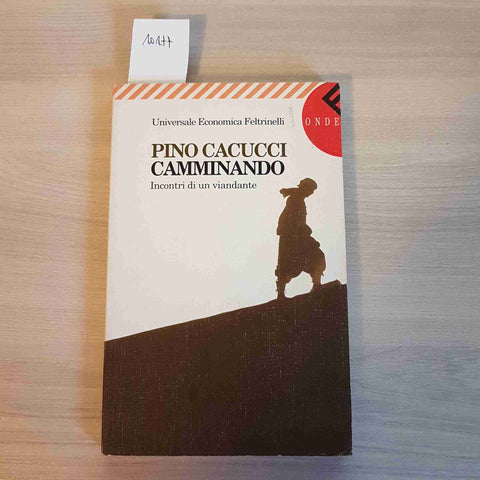 10177
Universale Economica Feltrinelli
ONDE
PINO CACUCCI
CAMMINANDO
Incontri di un viandante